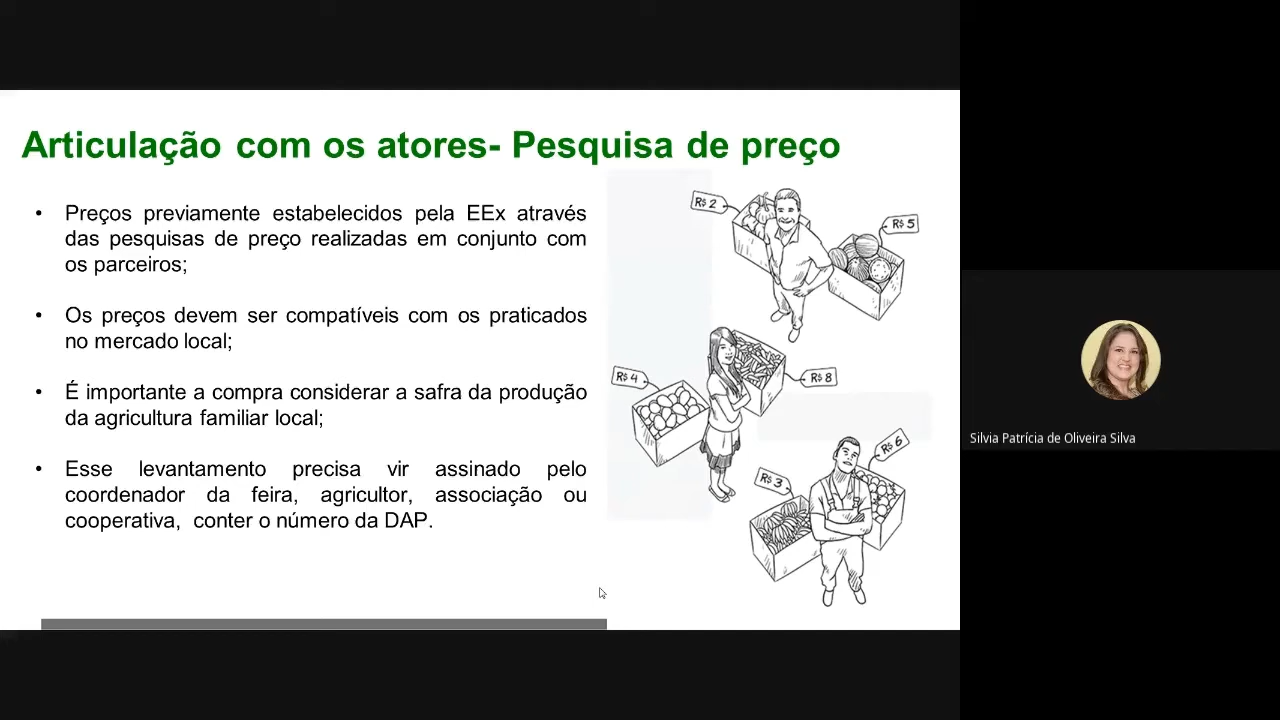 Articulação com os atores- Pesquisa de preço
• Preços previamente estabelecidos pela EEx através
das pesquisas de preço realizadas em conjunto com
os parceiros;
• Os preços devem ser compatíveis com os praticados
no mercado local;
• É importante a compra considerar a safra da produção
da agricultura familiar local;
• Esse levantamento precisa vir assinado pelo
coordenador da feira, agricultor, associação ou
cooperativa, conter o número da DAP.
R$ 2
R$ 5
R$ 4
R$ 8
R$ 6
R$ 3
Silvia Patrícia de Oliveira Silva